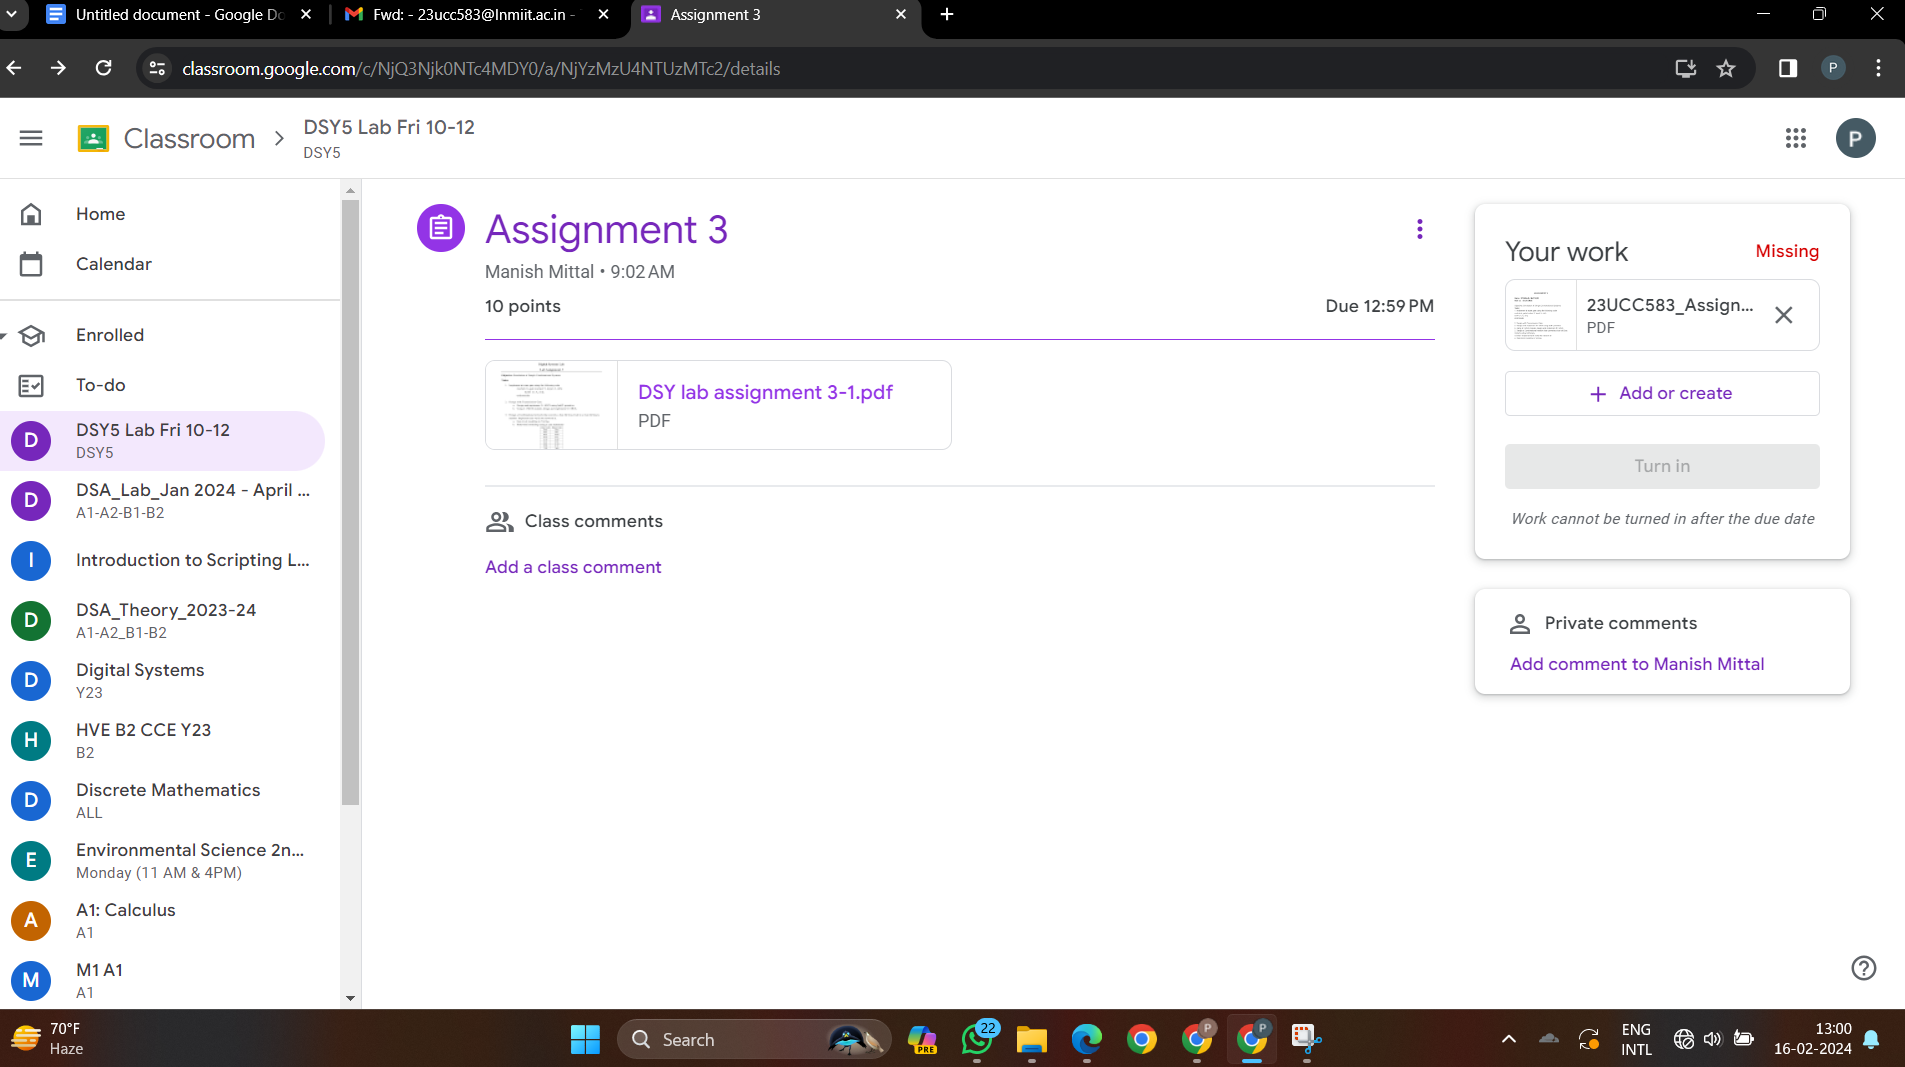 Untitled document - Google Do
Fwd: - 23ucc583@lnmiit.ac.in -
Assignment 3
classroom.google.com/c/NjQ3Njk0NTc4MDY0/a/NjYzMzU4NTUzMTc2/details
P
Classroom
DSY5 Lab Fri 10-12
DSY5
P
Home
Calendar
Enrolled
To-do
D
DSY5 Lab Fri 10-12
DSY5
D
DSA_Lab_Jan 2024 - April ...
A1-A2-B1-B2
I
Introduction to Scripting L...
D
DSA_Theory_2023-24
A1-A2_B1-B2
D
Digital Systems
Y23
H
HVE B2 CCE Y23
B2
D
Discrete Mathematics
ALL
E
Environmental Science 2n...
Monday (11 AM & 4PM)
A
A1: Calculus
A1
M
M1 A1
A1
Assignment 3
Manish Mittal • 9:02 AM
10 points
Due 12:59 PM
DSY lab assignment 3-1.pdf
PDF
Class comments
Add a class comment
Your work
Missing
23UCC583_Assign...
PDF
+ Add or create
Turn in
Work cannot be turned in after the due date
Private comments
Add comment to Manish Mittal
70°F
Haze
Search
PRE
22
P
P
ENG
INTL
13:00
16-02-2024